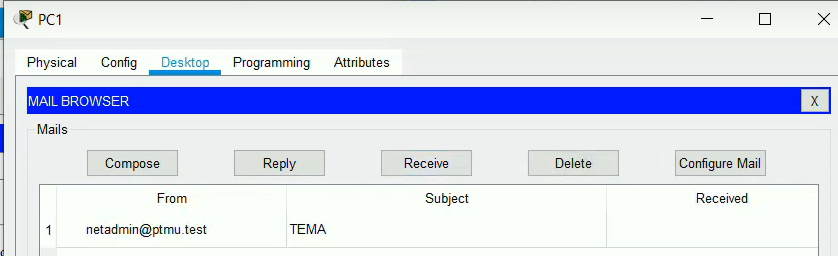 PC1
Physical Config Desktop Programming Attributes
MAIL BROWSER X
Mails
Compose Reply Receive Delete Configure Mail
From Subject Received
1 netadmin@ptmu.test TEMA